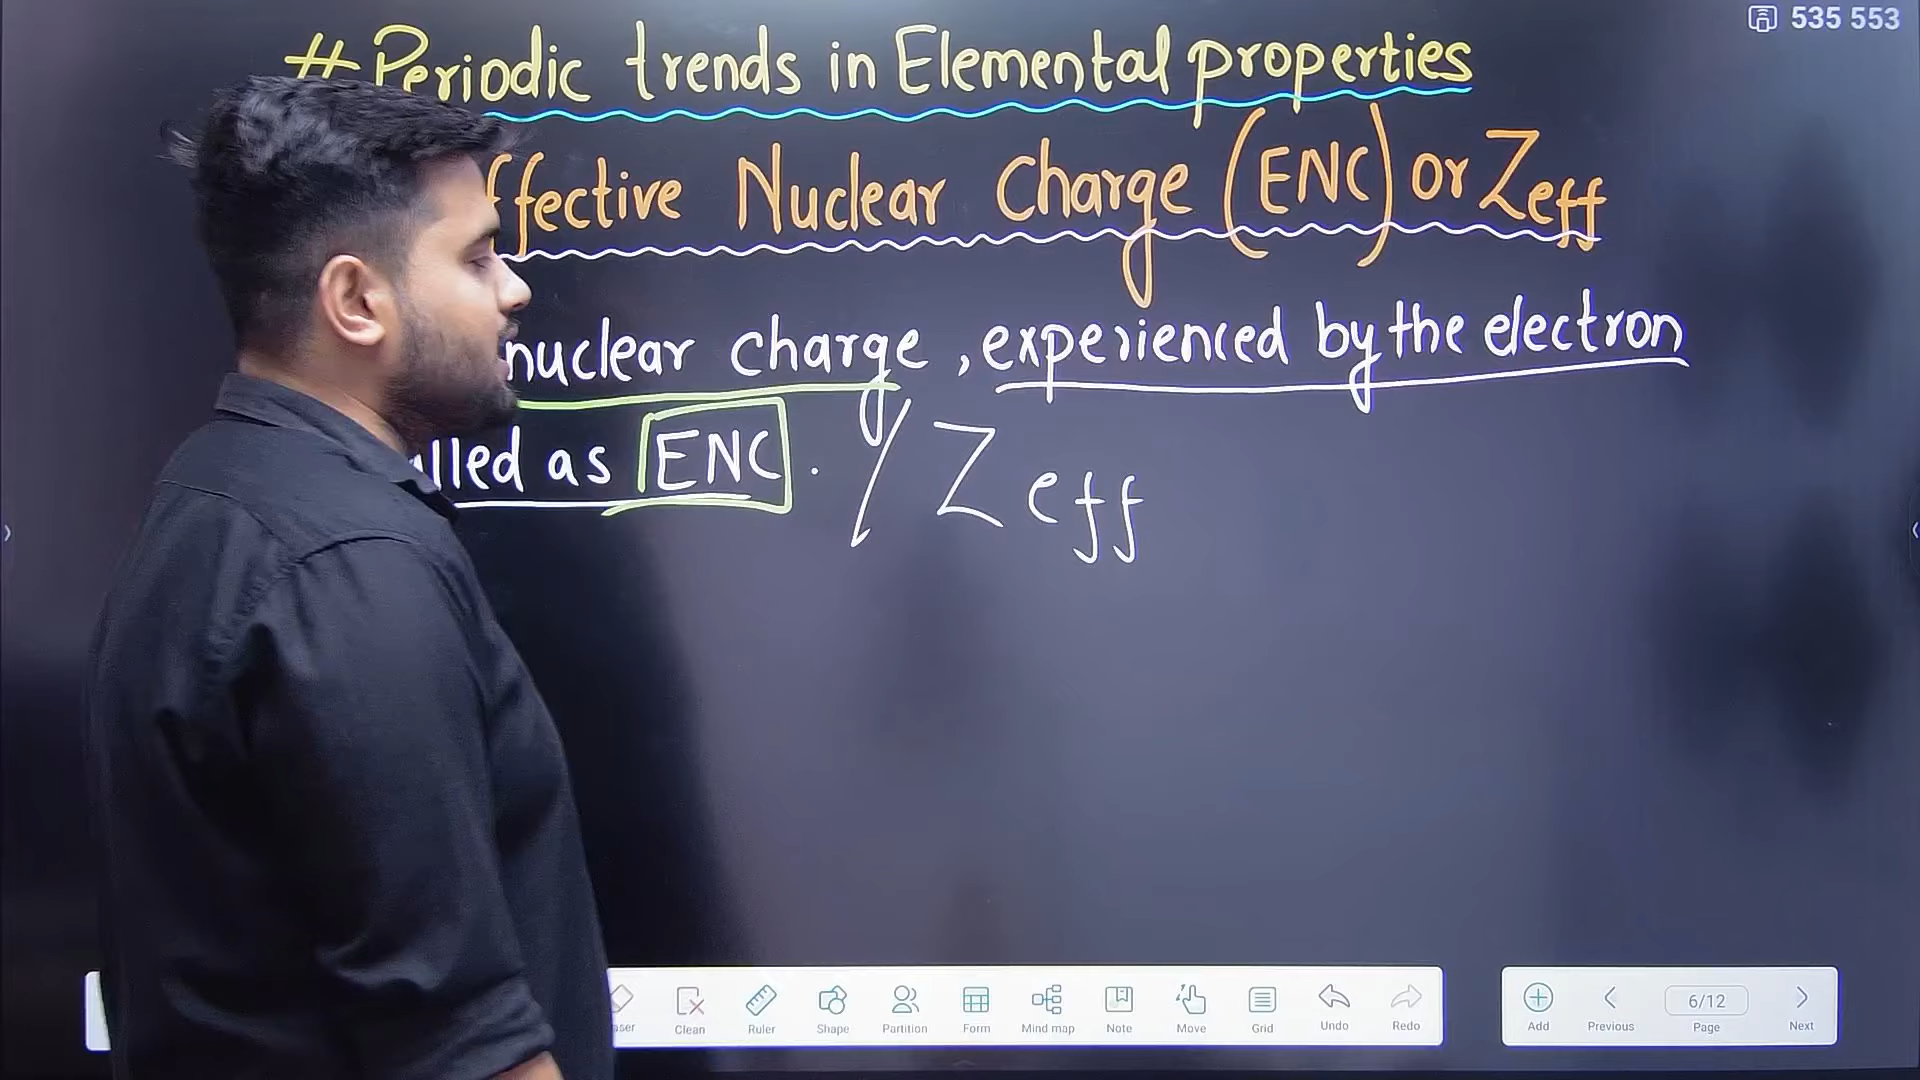 535 553
# Periodic trends in Elemental properties
ffective Nuclear Charge (ENC) or Zeff
nuclear charge, experienced by the electron
alled as ENC. / Zeff
aser Clean Ruler Shape Partition Form Mind map Note Move Grid Undo Redo
Add Previous 6/12 Page Next